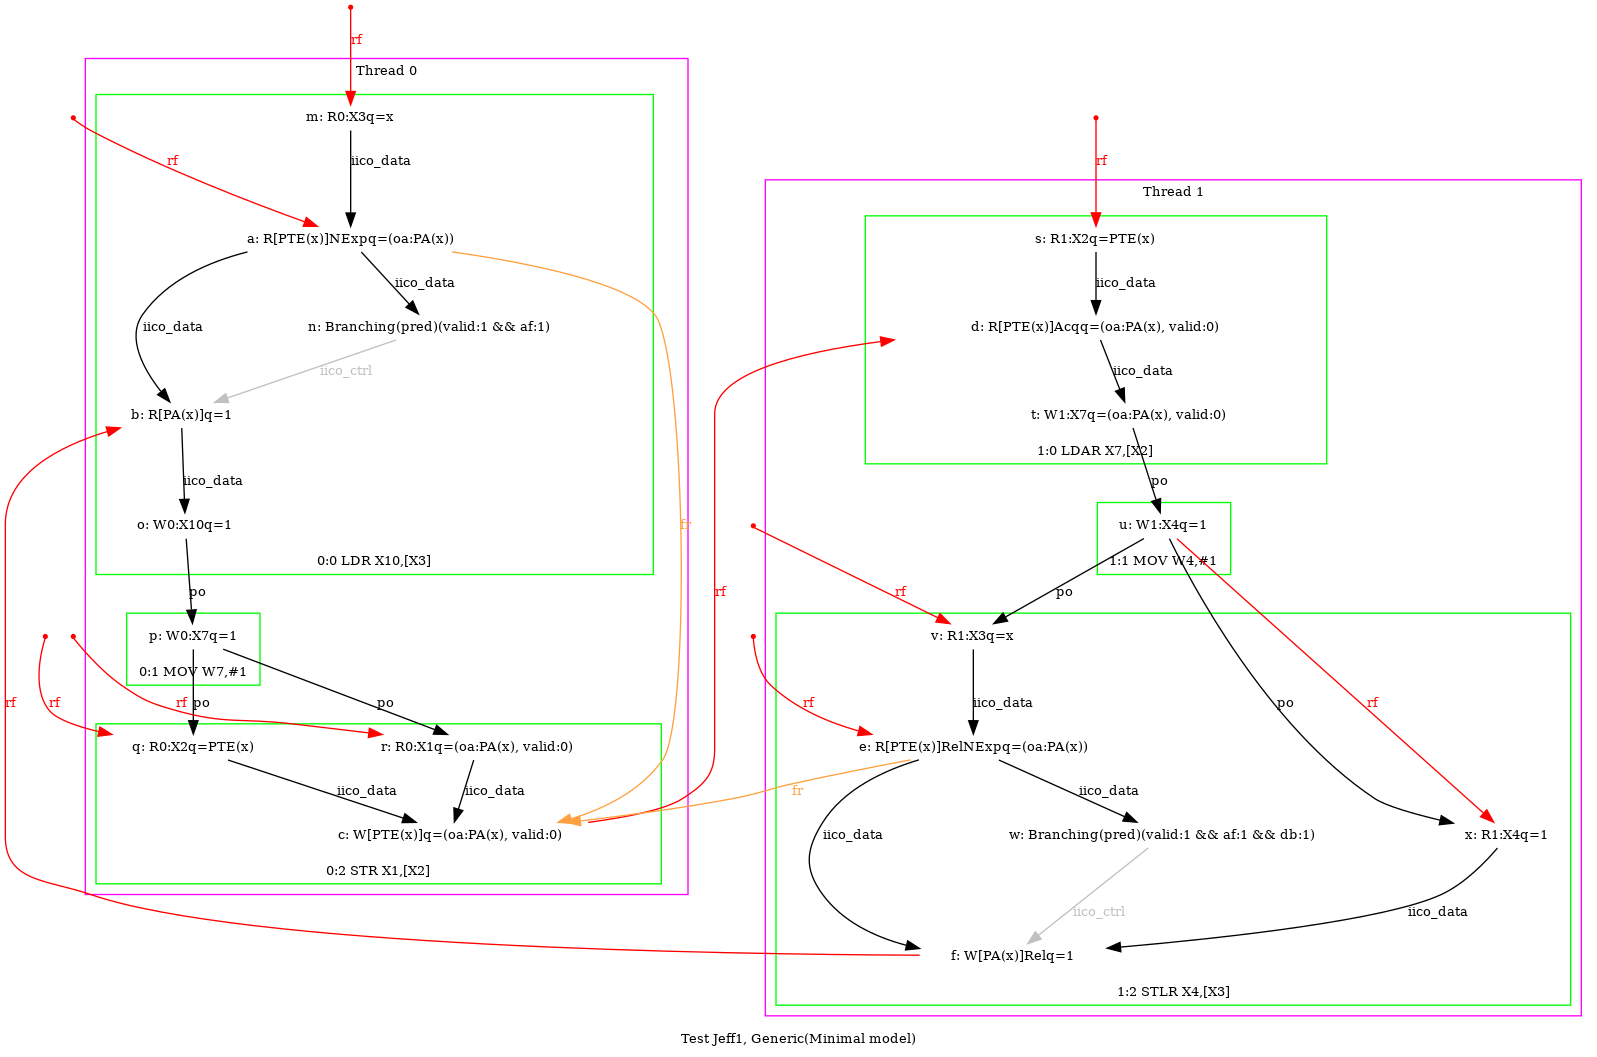 rf
Thread 0
m: R0:X3q=x
rf
iico_data
rf
Thread 1
a: R[PTE(x)]NExpq=(oa:PA(x))
s: R1:X2q=PTE(x)
iico_data
iico_data
iico_data
n: Branching(pred)(valid:1 && af:1)
d: R[PTE(x)]Acqq=(oa:PA(x), valid:0)
iico_ctrl
iico_data
b: R[PA(x)]q=1
t: W1:X7q=(oa:PA(x), valid:0)
1:0 LDAR X7,[X2]
iico_data
po
o: W0:X10q=1
fr
u: W1:X4q=1
0:0 LDR X10,[X3]
1:1 MOV W4,#1
po
rf
rf
po
p: W0:X7q=1
v: R1:X3q=x
0:1 MOV W7,#1
rf
rf
rf
po
po
rf
iico_data
po
rf
q: R0:X2q=PTE(x)
r: R0:X1q=(oa:PA(x), valid:0)
e: R[PTE(x)]RelNExpq=(oa:PA(x))
iico_data
iico_data
fr
iico_data
c: W[PTE(x)]q=(oa:PA(x), valid:0)
iico_data
w: Branching(pred)(valid:1 && af:1 && db:1)
x: R1:X4q=1
0:2 STR X1,[X2]
iico_ctrl
iico_data
f: W[PA(x)]Relq=1
1:2 STLR X4,[X3]
Test Jeff1, Generic(Minimal model)